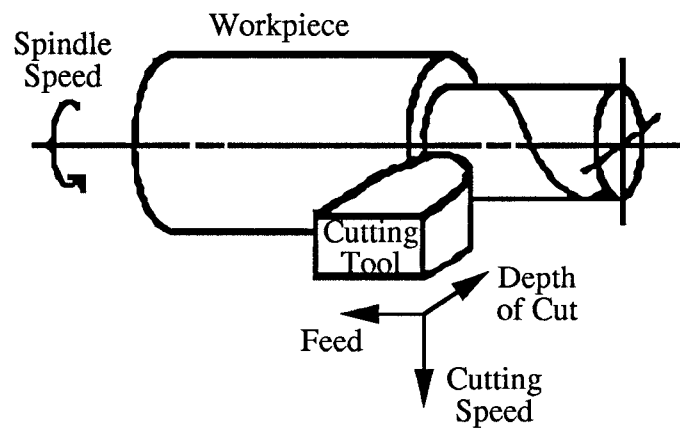 Workpiece
Spindle
Speed
Cutting
Tool
Depth
of Cut
Feed
Cutting
Speed